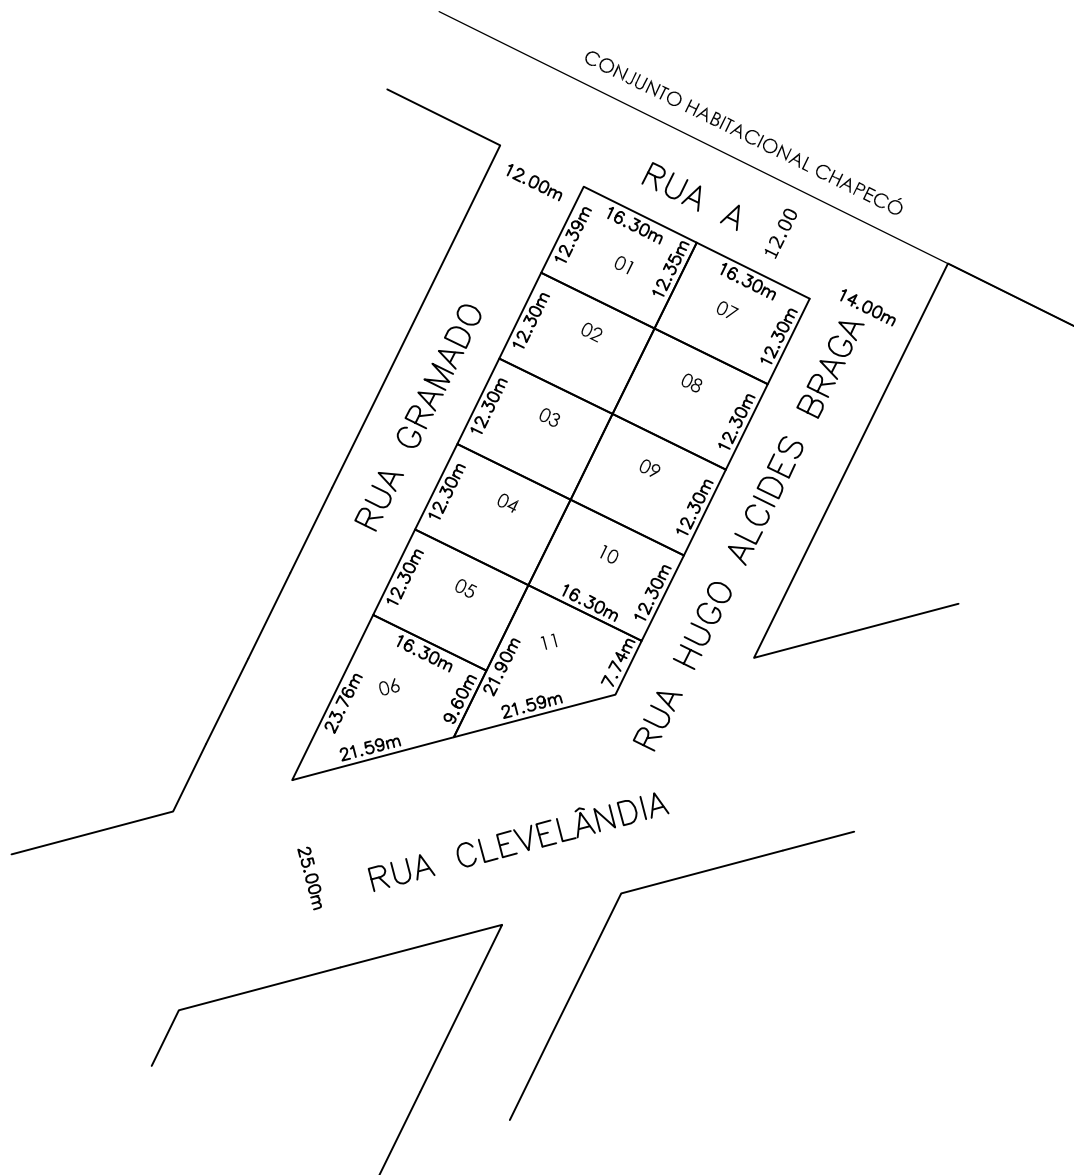 CONJUNTO HABITACIONAL CHAPECÓ
RUA A
12.00m
12.00
16.30m
12.39m
01
12.35m
16.30m
07
12.30m
14.00m
RUA GRAMADO
12.30m
02
08
12.30m
12.30m
03
09
12.30m
12.30m
04
10
16.30m
12.30m
RUA HUGO ALCIDES BRAGA
12.30m
05
16.30m
11
21.90m
7.74m
21.59m
23.76m
06
9.60m
21.59m
RUA CLEVELÂNDIA
25.00m